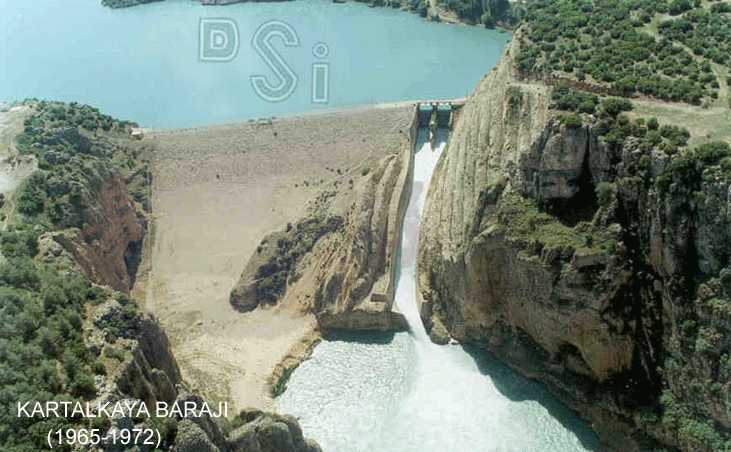 DSi
KARTALKAYA BARAJI
(1965-1972)